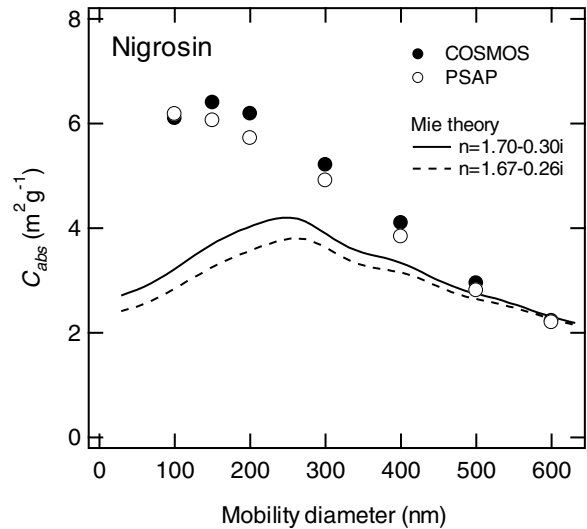 Nigrosin
COSMOS
PSAP
Mie theory
n=1.70-0.30i
n=1.67-0.26i
C_abs (m² g⁻¹)
8
6
4
2
0
0 100 200 300 400 500 600
Mobility diameter (nm)